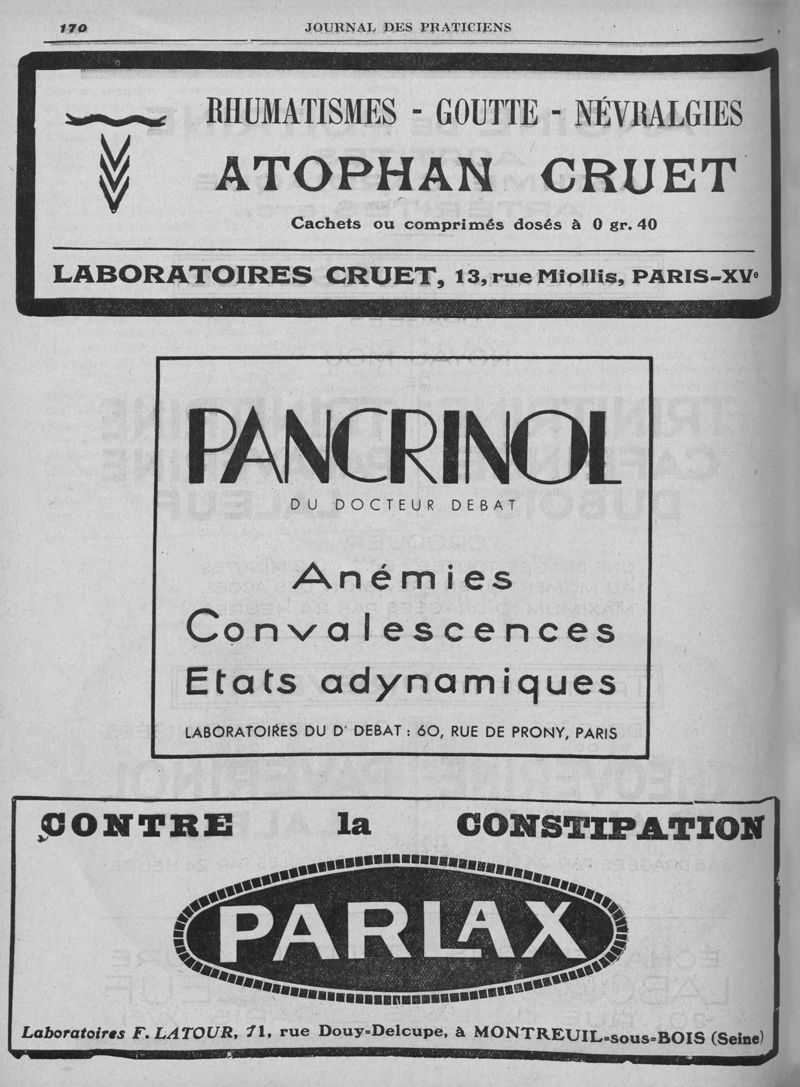 170
JOURNAL DES PRATICIENS
RHUMATISMES - GOUTTE - NÉVRALGIES
ATOPHAN CRUET
Cachets ou comprimés dosés à 0 gr. 40
LABORATOIRES CRUET, 13, rue Miollis, PARIS-XVe
PANCRINOL
DU DOCTEUR DEBAT
Anémies
Convalescences
Etats adynamiques
LABORATOIRES DU Dr DEBAT : 60, RUE DE PRONY, PARIS
CONTRE la CONSTIPATION
PARLAX
Laboratoires F. LATOUR, 71, rue Douy-Delcupe, à MONTREUIL-sous-BOIS (Seine)